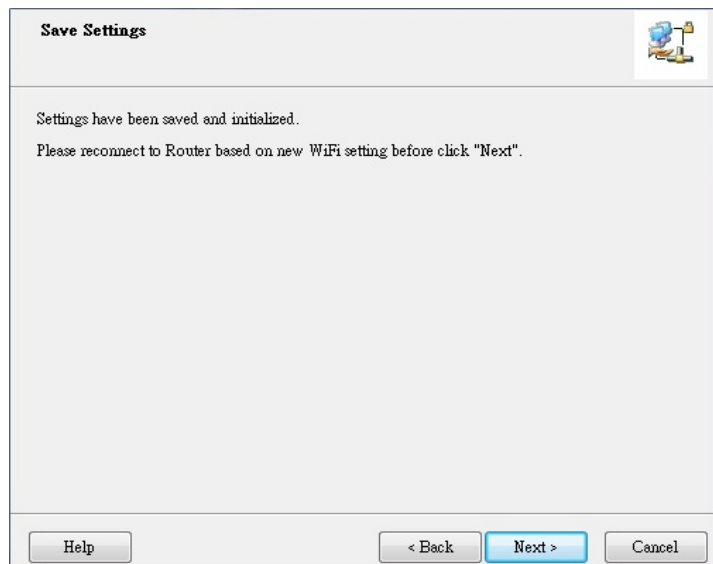 Save Settings
Settings have been saved and initialized.
Please reconnect to Router based on new WiFi setting before click "Next".
Help
< Back
Next >
Cancel